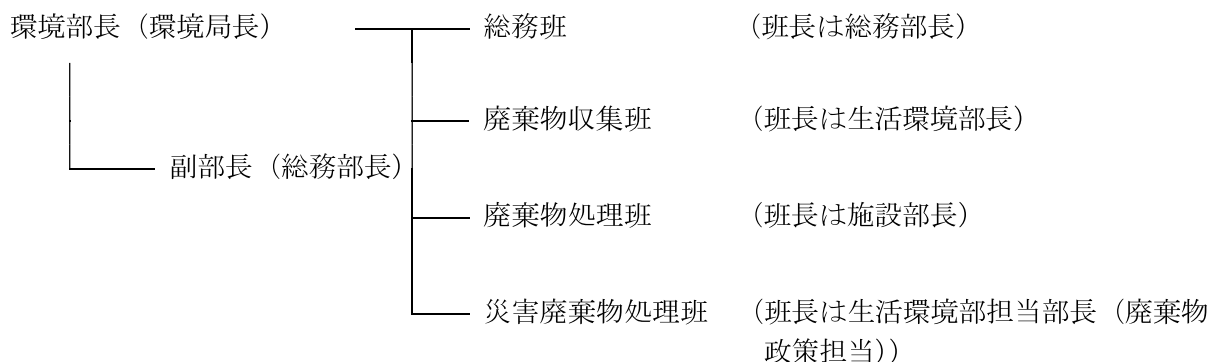 環境部長（環境局長） 総務班 （班長は総務部長）
廃棄物収集班 （班長は生活環境部長）
副部長（総務部長）
廃棄物処理班 （班長は施設部長）
災害廃棄物処理班 （班長は生活環境部担当部長（廃棄物
政策担当））